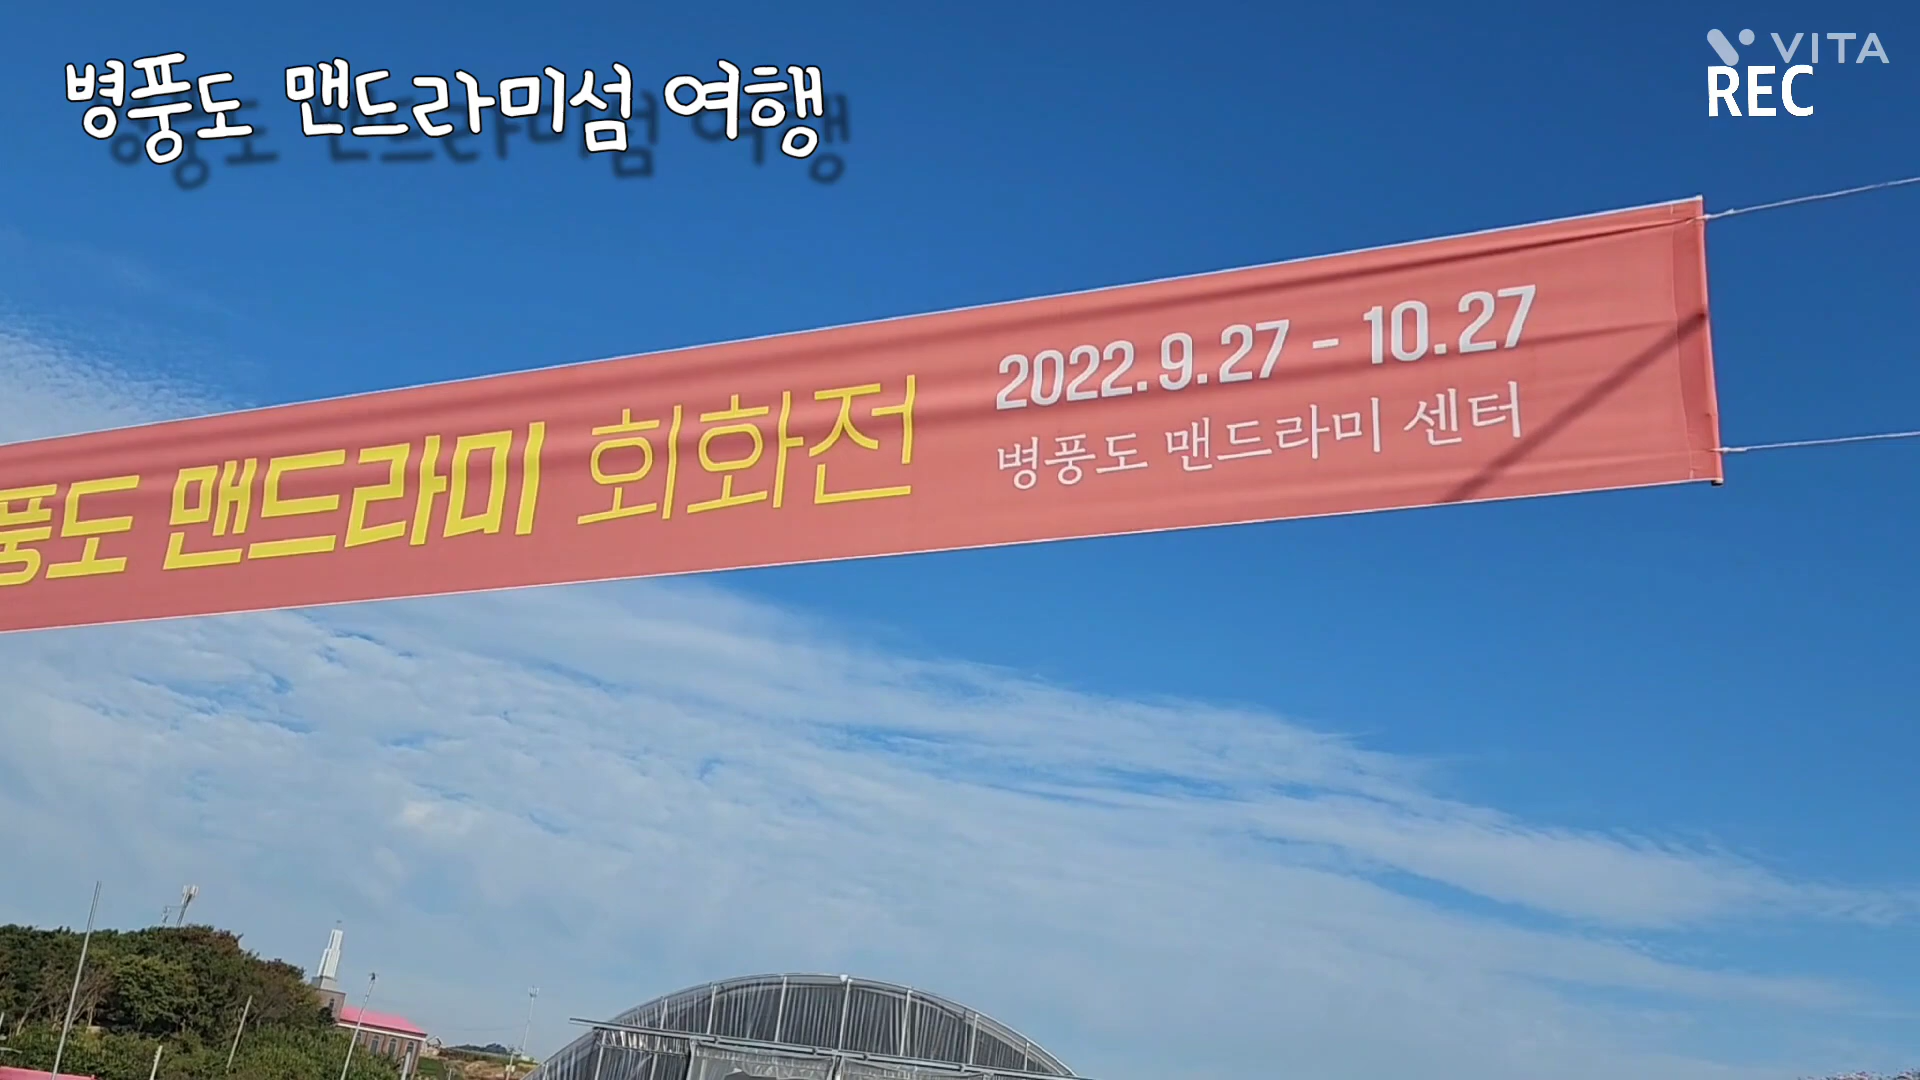 병풍도 맨드라미섬 여행
VITA
REC
풍도 맨드라미 회화전
2022.9.27 - 10.27
병풍도 맨드라미 센터